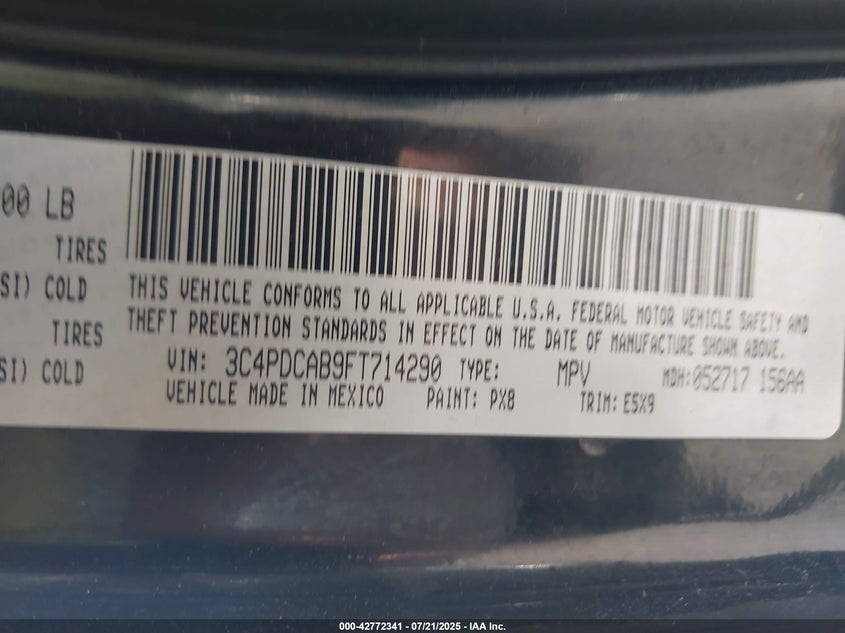 00 LB
TIRES
SI) COLD
TIRES
SI) COLD
THIS VEHICLE CONFORMS TO ALL APPLICABLE U.S.A. FEDERAL MOTOR VEHICLE SAFETY AND
THEFT PREVENTION STANDARDS IN EFFECT ON THE DATE OF MANUFACTURE SHOWN ABOVE.
VIN: 3C4PDCAB9FT714290 TYPE: MPV MDH:052717 156AA
VEHICLE MADE IN MEXICO PAINT: PX8 TRIM: E5X9
000-42772341 - 07/21/2025 - IAA Inc.